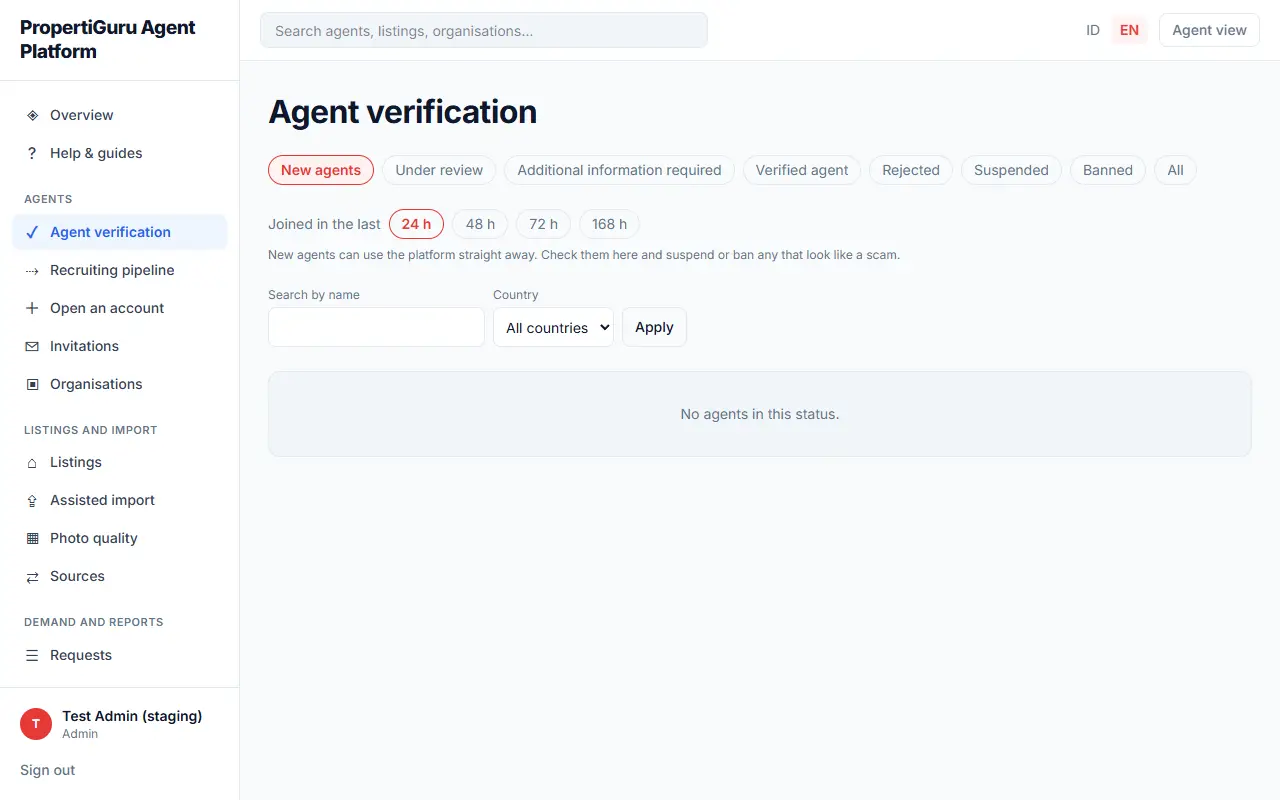 PropertiGuru Agent
Platform
Search agents, listings, organisations...
ID
EN
Agent view
Overview
? Help & guides
AGENTS
Agent verification
Recruiting pipeline
Open an account
Invitations
Organisations
LISTINGS AND IMPORT
Listings
Assisted import
Photo quality
Sources
DEMAND AND REPORTS
Requests
T
Test Admin (staging)
Admin
Sign out
Agent verification
New agents
Under review
Additional information required
Verified agent
Rejected
Suspended
Banned
All
Joined in the last
24 h
48 h
72 h
168 h
New agents can use the platform straight away. Check them here and suspend or ban any that look like a scam.
Search by name
Country
All countries
Apply
No agents in this status.